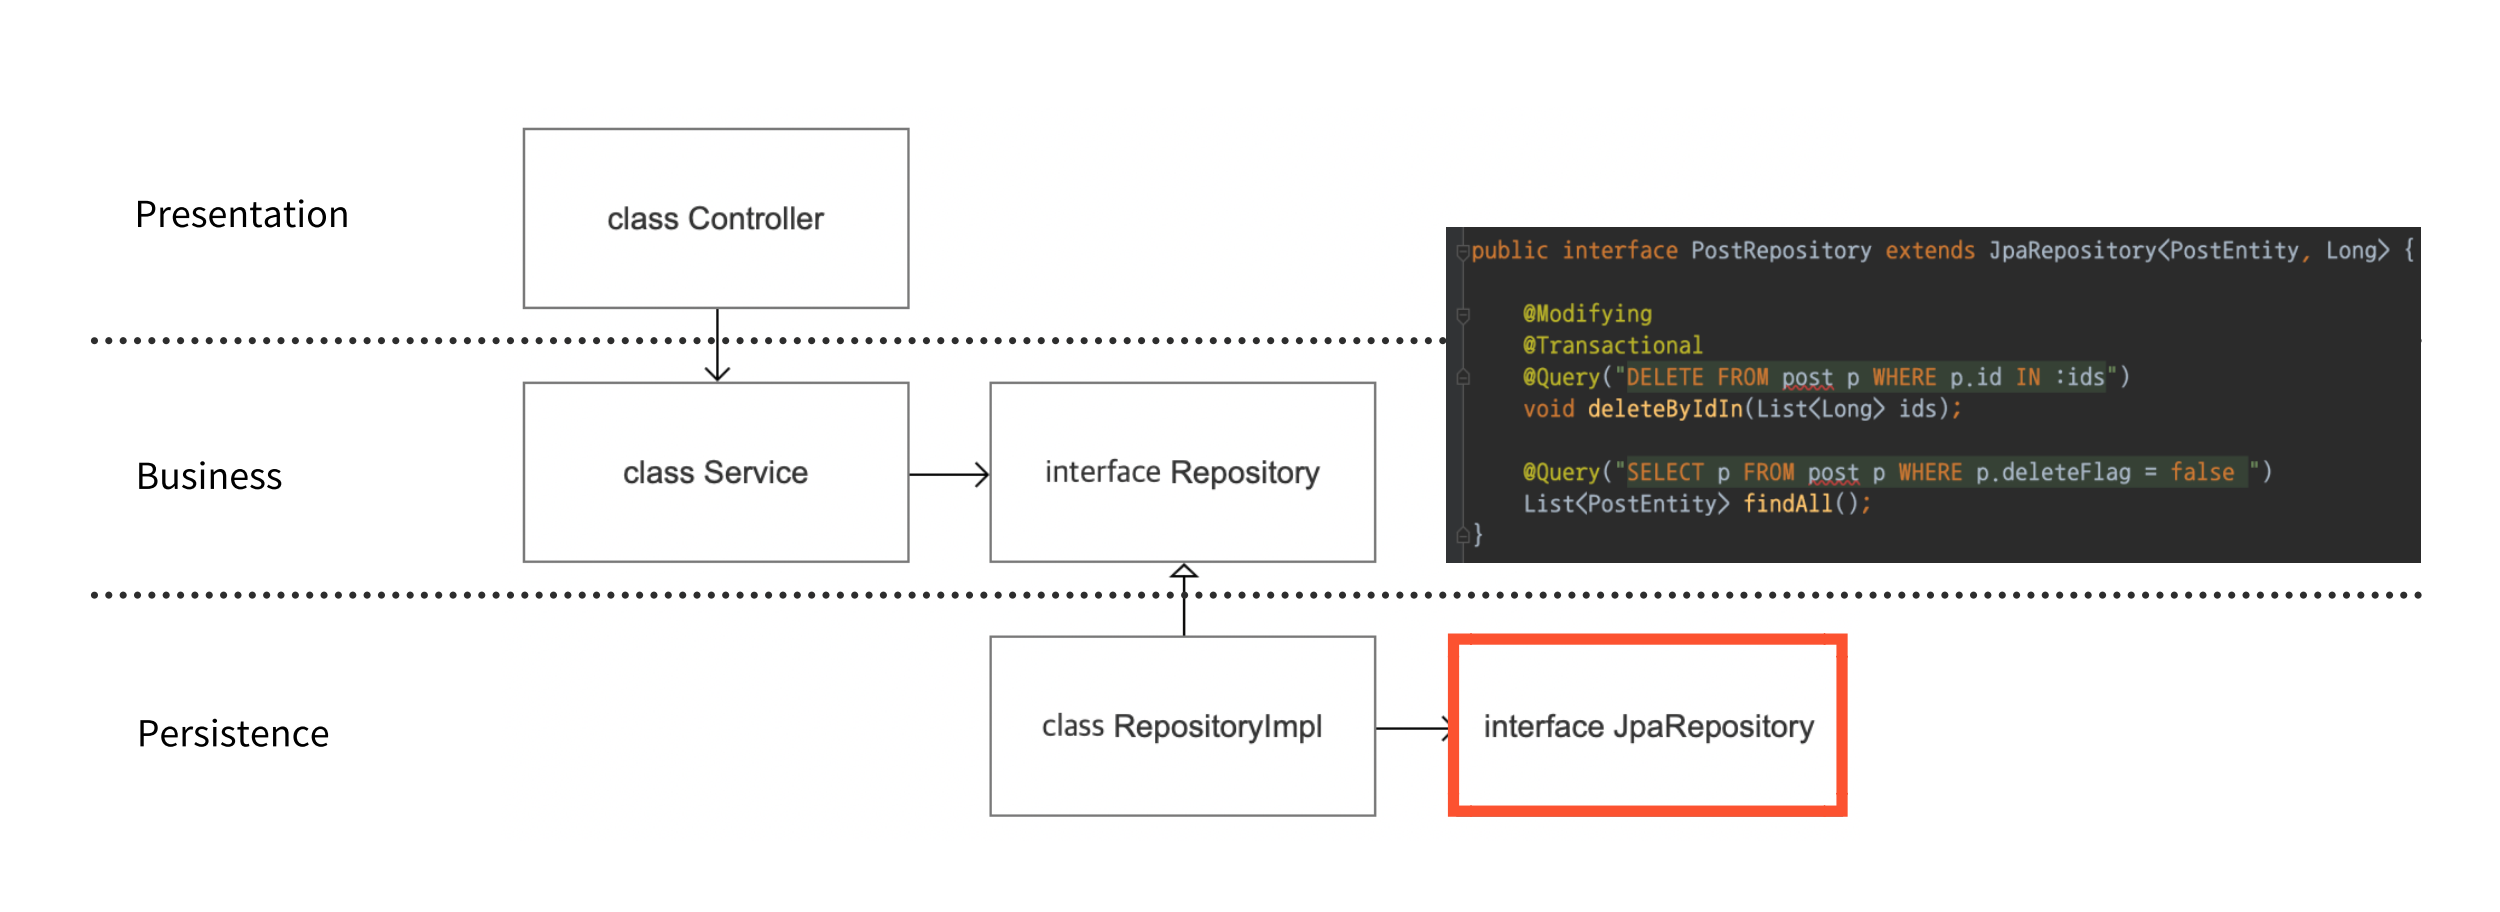 Presentation
class Controller
public interface PostRepository extends JpaRepository<PostEntity, Long> {
@Modifying
@Transactional
@Query("DELETE FROM post p WHERE p.id IN :ids")
void deleteByIdIn(List<Long> ids);
@Query("SELECT p FROM post p WHERE p.deleteFlag = false ")
List<PostEntity> findAll();
}
Business
class Service
interface Repository
Persistence
class RepositoryImpl
interface JpaRepository